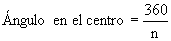 Ángulo en el centro = 360/n